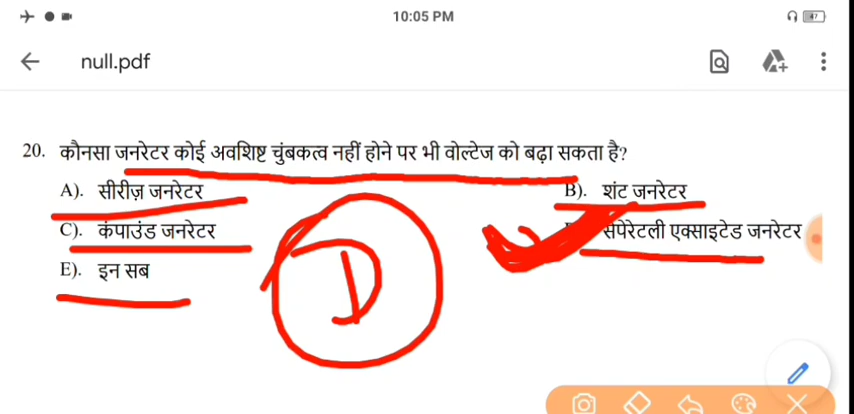 10:05 PM
null.pdf
20. कौनसा जनरेटर कोई अवशिष्ट चुंबकत्व नहीं होने पर भी वोल्टेज को बढ़ा सकता है?
A). सीरीज़ जनरेटर B). शंट जनरेटर
C). कंपाउंड जनरेटर सेपेरेटली एक्साइटेड जनरेटर
E). इन सब
D